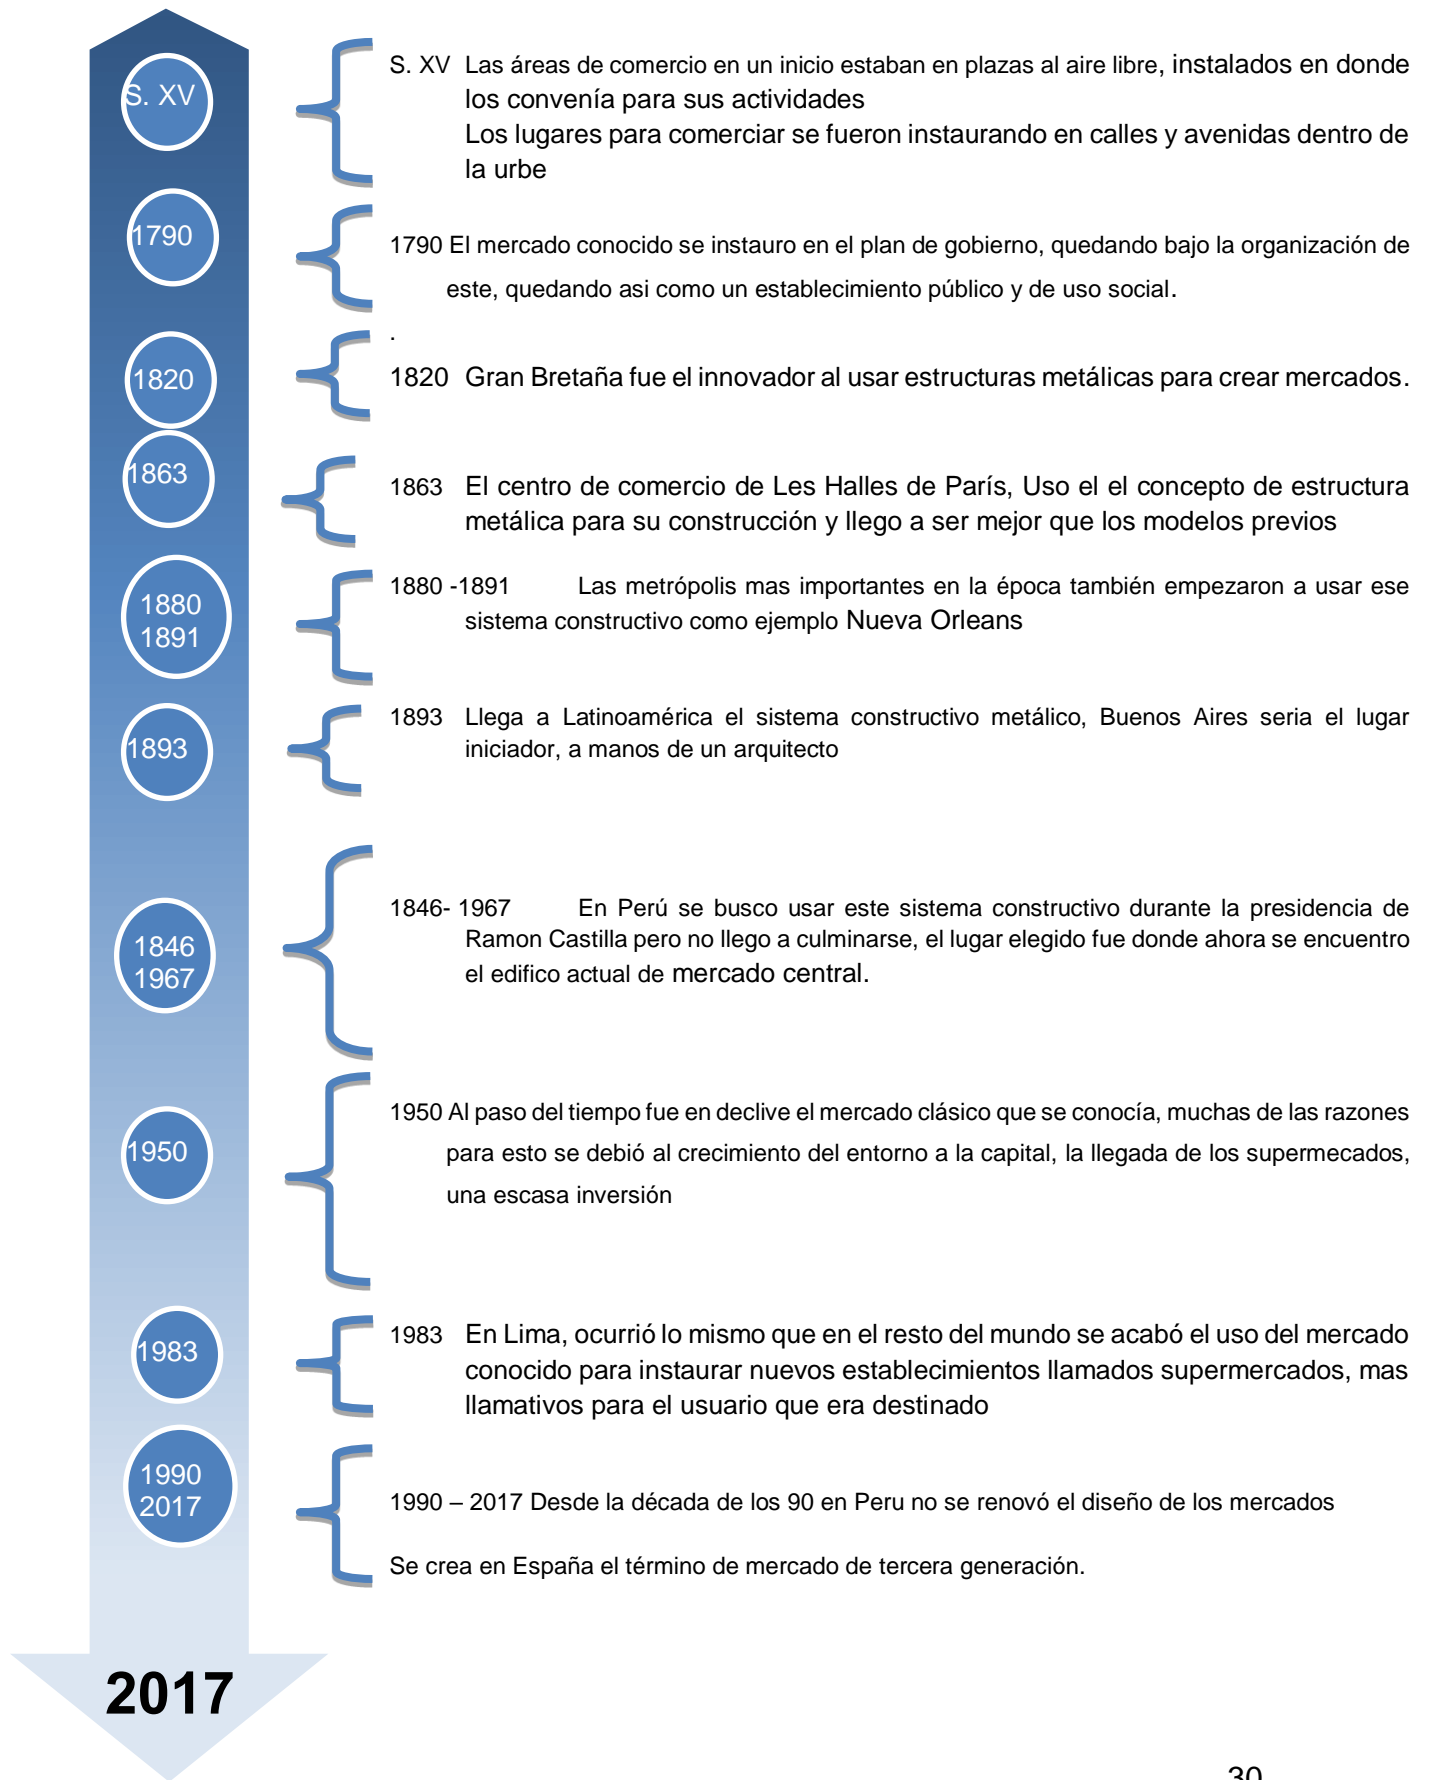 S. XV
S. XV Las áreas de comercio en un inicio estaban en plazas al aire libre, instalados en donde
los convenía para sus actividades
Los lugares para comerciar se fueron instaurando en calles y avenidas dentro de
la urbe
1790
1790 El mercado conocido se instauro en el plan de gobierno, quedando bajo la organización de
este, quedando asi como un establecimiento público y de uso social.
.
1820
1820 Gran Bretaña fue el innovador al usar estructuras metálicas para crear mercados.
1863
1863 El centro de comercio de Les Halles de París, Uso el el concepto de estructura
metálica para su construcción y llego a ser mejor que los modelos previos
1880
1891
1880 -1891 Las metrópolis mas importantes en la época también empezaron a usar ese
sistema constructivo como ejemplo Nueva Orleans
1893
1893 Llega a Latinoamérica el sistema constructivo metálico, Buenos Aires seria el lugar
iniciador, a manos de un arquitecto
1846
1967
1846- 1967 En Perú se busco usar este sistema constructivo durante la presidencia de
Ramon Castilla pero no llego a culminarse, el lugar elegido fue donde ahora se encuentro
el edifico actual de mercado central.
1950
1950 Al paso del tiempo fue en declive el mercado clásico que se conocía, muchas de las razones
para esto se debió al crecimiento del entorno a la capital, la llegada de los supermecados,
una escasa inversión
1983
1983 En Lima, ocurrió lo mismo que en el resto del mundo se acabó el uso del mercado
conocido para instaurar nuevos establecimientos llamados supermercados, mas
llamativos para el usuario que era destinado
1990
2017
1990 – 2017 Desde la década de los 90 en Peru no se renovó el diseño de los mercados
Se crea en España el término de mercado de tercera generación.
2017
30